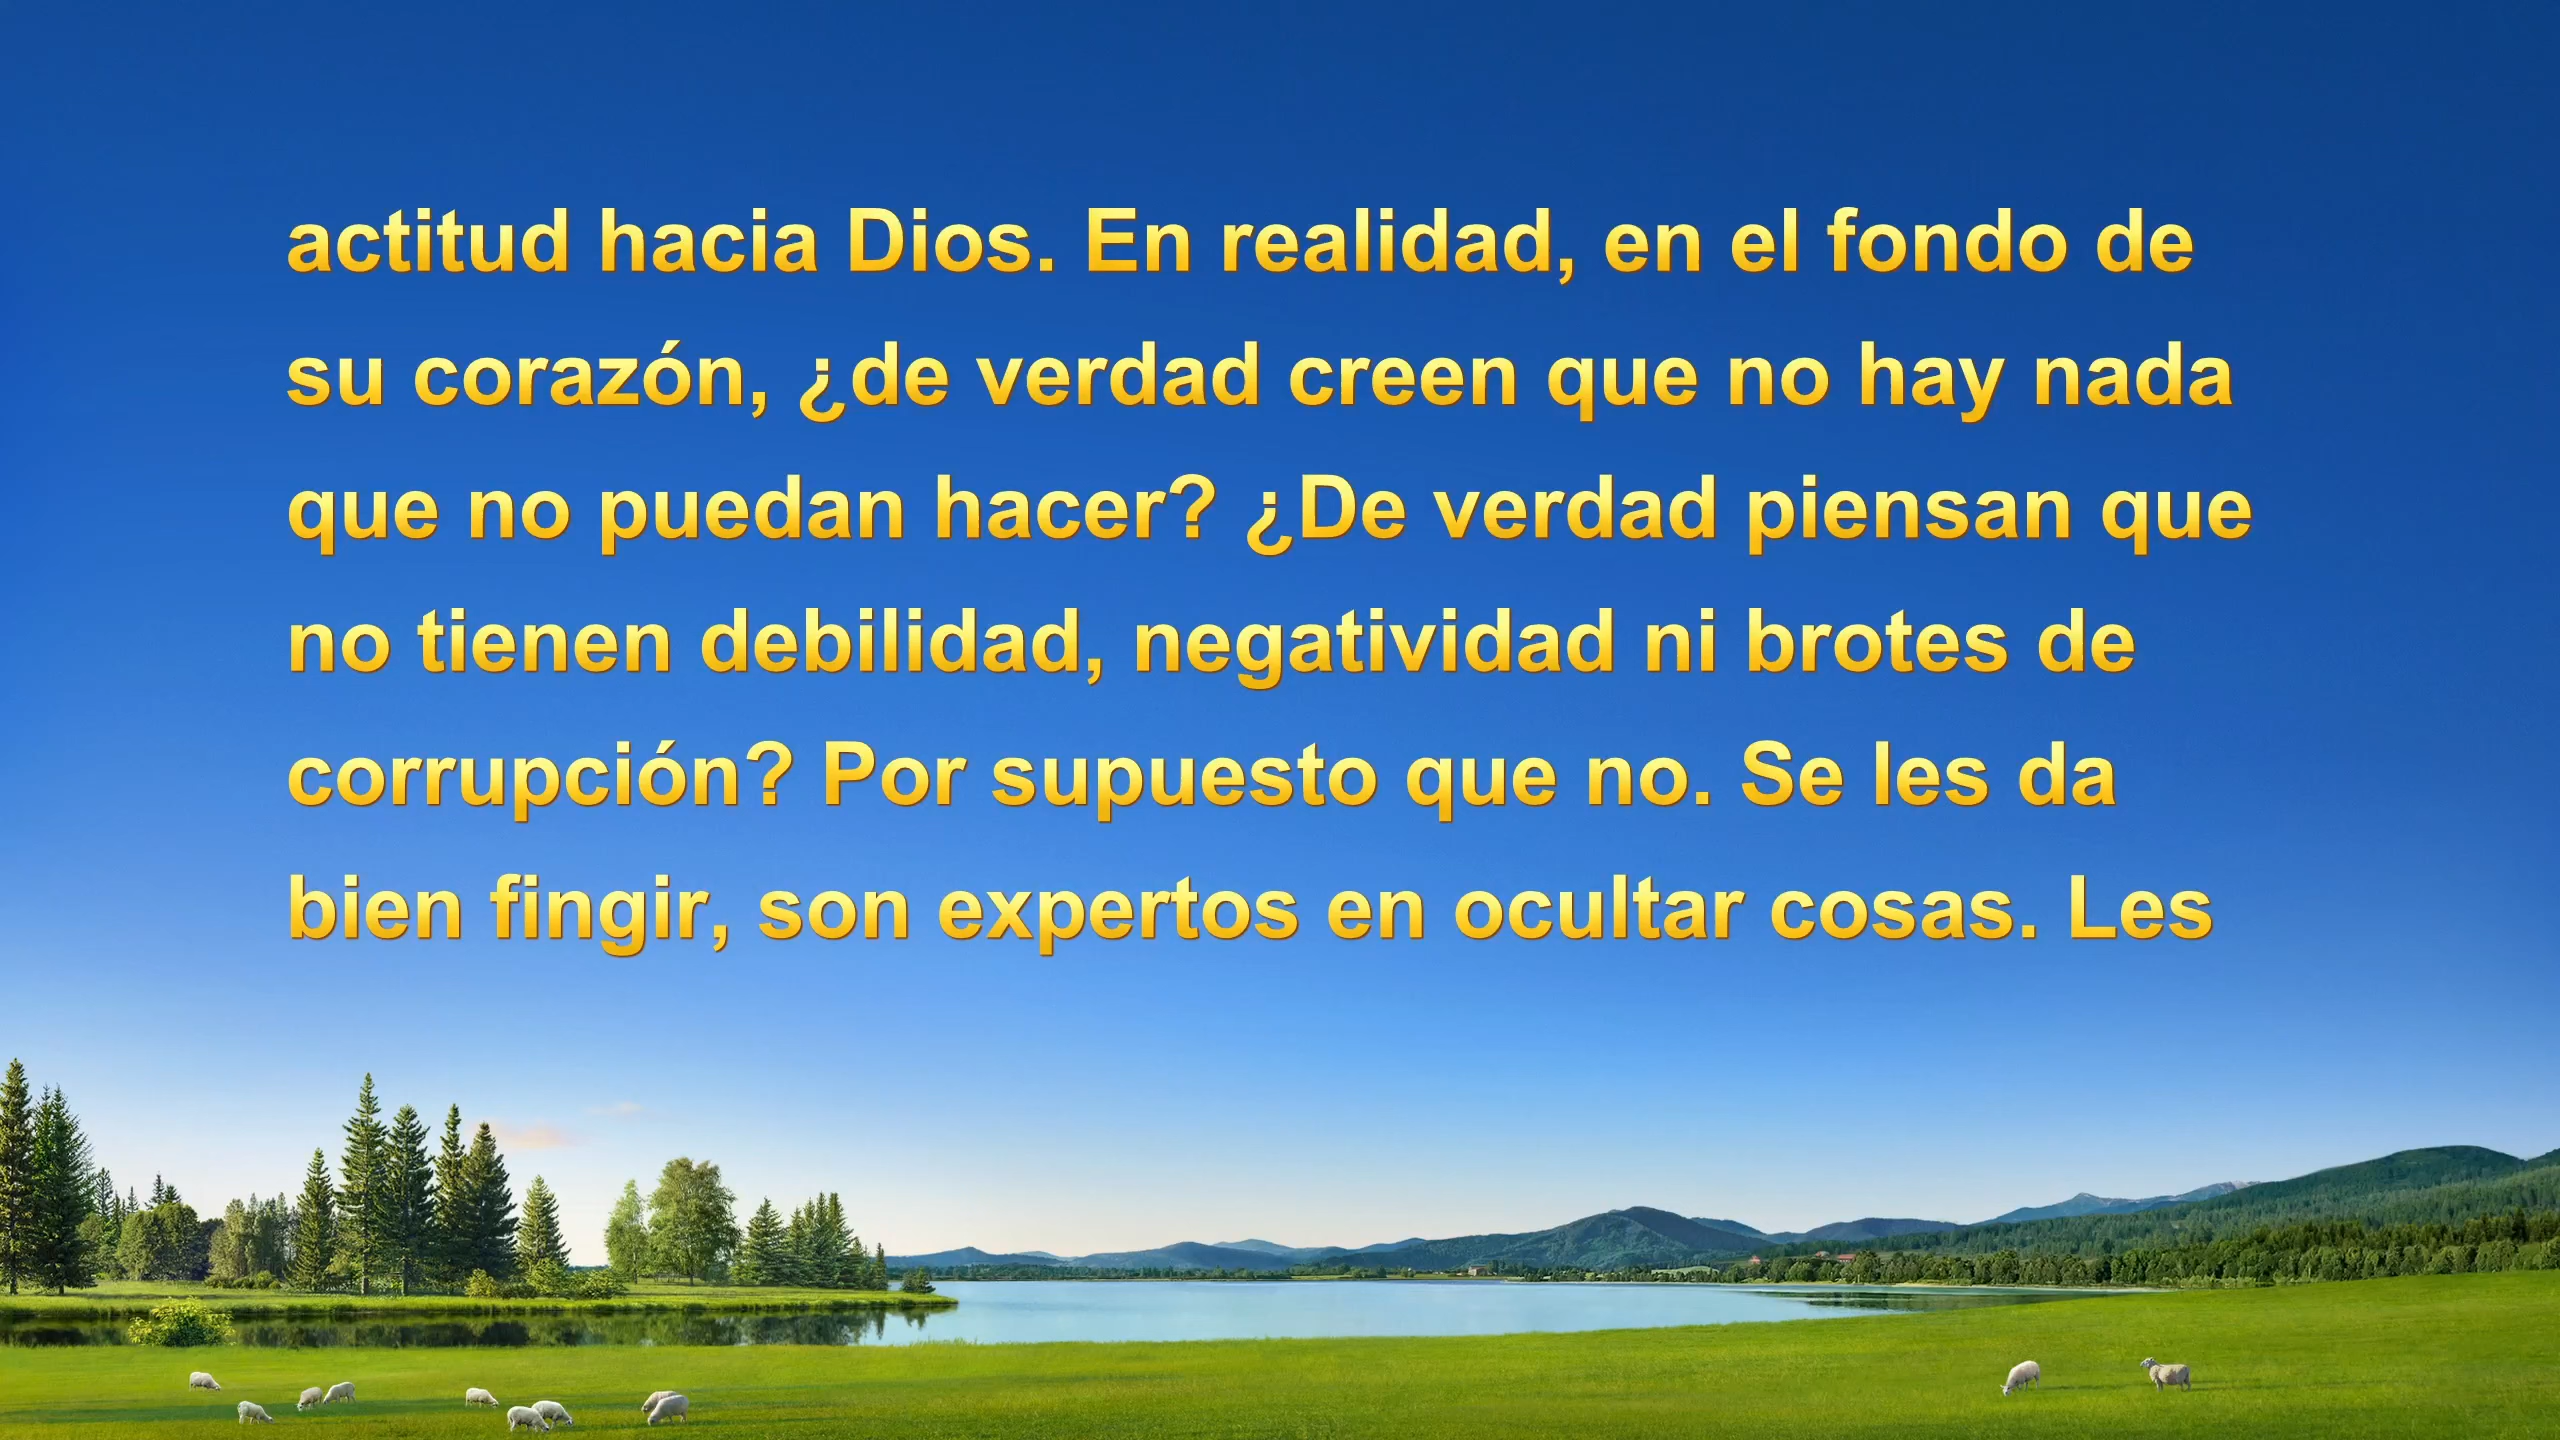 actitud hacia Dios. En realidad, en el fondo de
su corazón, ¿de verdad creen que no hay nada
que no puedan hacer? ¿De verdad piensan que
no tienen debilidad, negatividad ni brotes de
corrupción? Por supuesto que no. Se les da
bien fingir, son expertos en ocultar cosas. Les